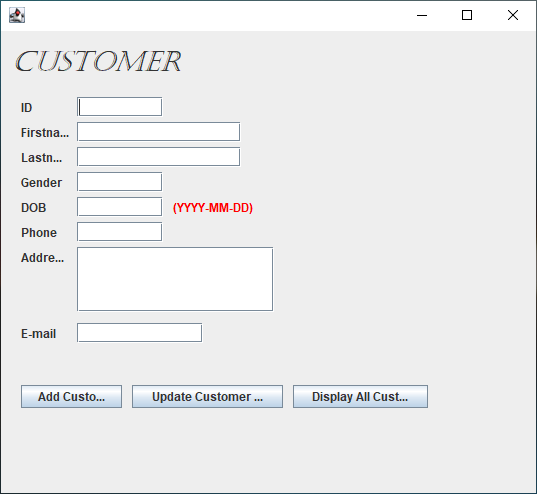 CUSTOMER
ID
Firstna...
Lastn...
Gender
DOB (YYYY-MM-DD)
Phone
Addre...
E-mail
Add Custo... Update Customer ... Display All Cust...